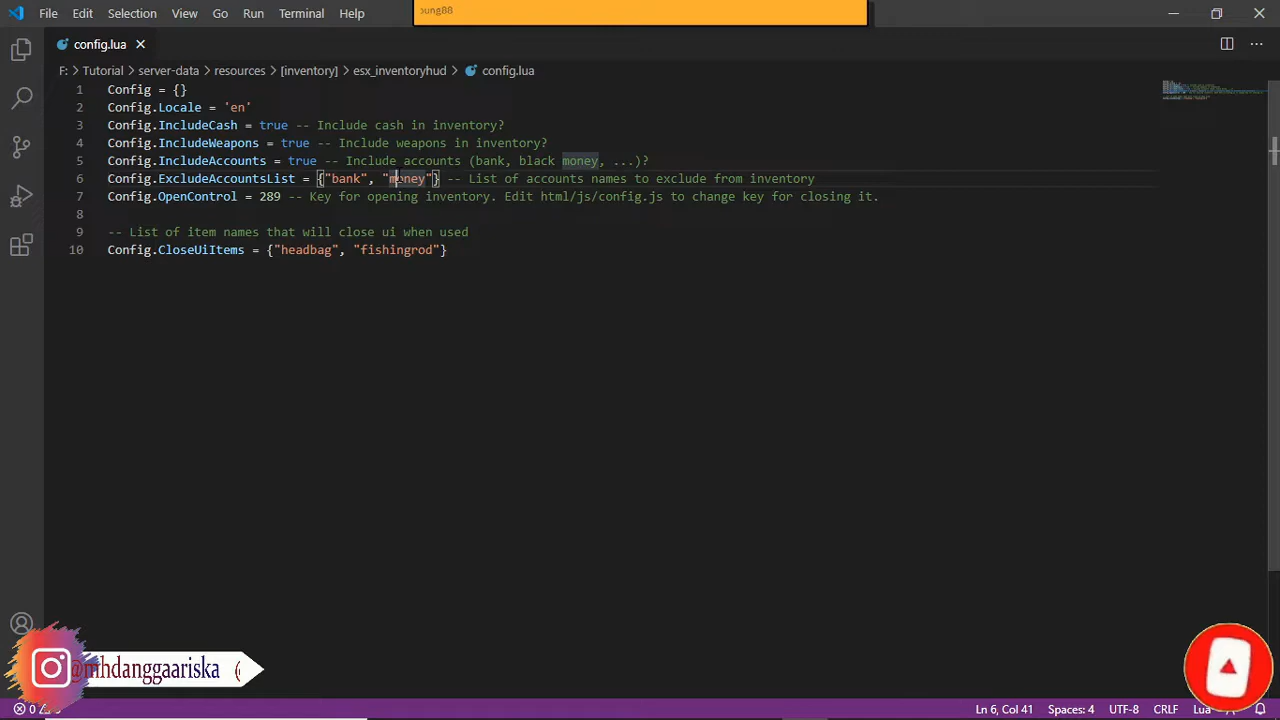 File Edit Selection View Go Run Terminal Help
oung88
config.lua
F: > Tutorial > server-data > resources > [inventory] > esx_inventoryhud > config.lua
1 Config = {}
2 Config.Locale = 'en'
3 Config.IncludeCash = true -- Include cash in inventory?
4 Config.IncludeWeapons = true -- Include weapons in inventory?
5 Config.IncludeAccounts = true -- Include accounts (bank, black money, ...)?
6 Config.ExcludeAccountsList = {"bank", "money"} -- List of accounts names to exclude from inventory
7 Config.OpenControl = 289 -- Key for opening inventory. Edit html/js/config.js to change key for closing it.
8
9 -- List of item names that will close ui when used
10 Config.CloseUiItems = {"headbag", "fishingrod"}
@mhdanggaariska (
0
Ln 6, Col 41 Spaces: 4 UTF-8 CRLF Lua